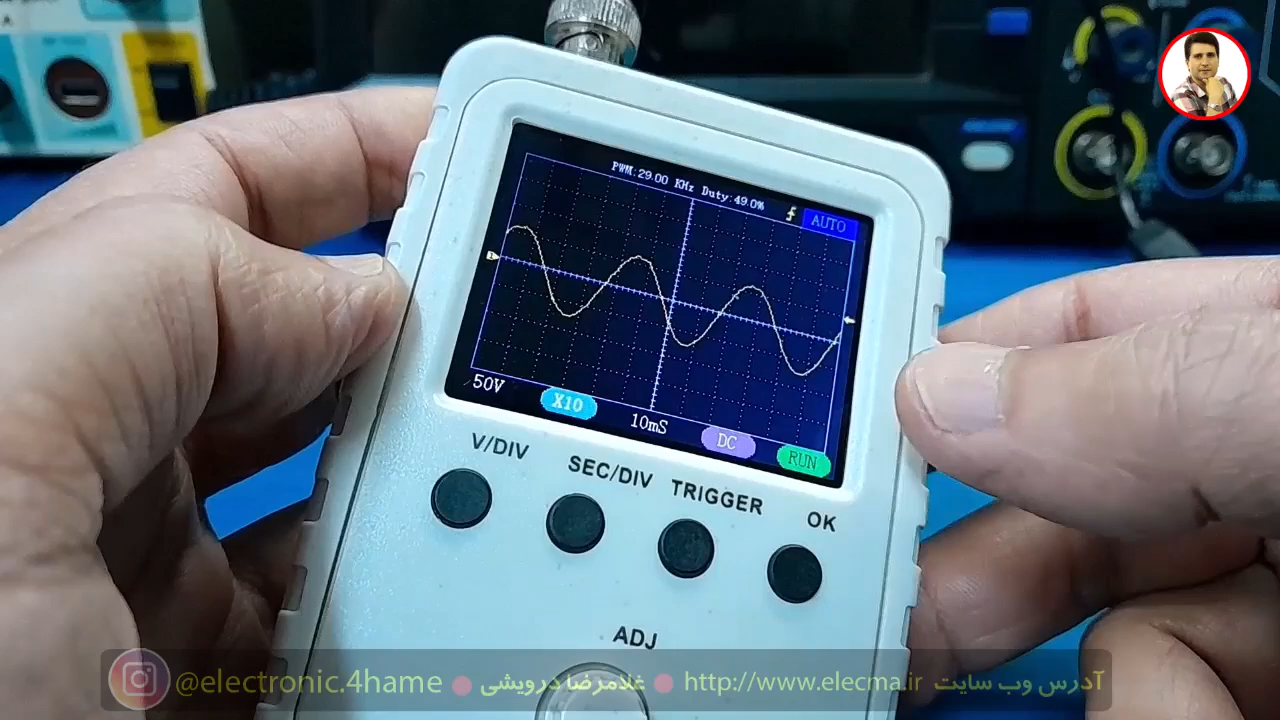 PWM:29.00 KHz Duty:49.0%
AUTO
50V
X10
10mS
DC
RUN
V/DIV
SEC/DIV
TRIGGER
OK
ADJ
@electronic.4hame ● غلامرضا درویشی ● http://www.elecma.ir آدرس وب سایت